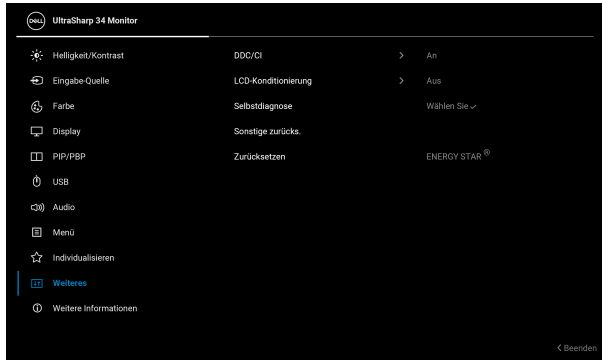 DELL UltraSharp 34 Monitor
Helligkeit/Kontrast DDC/CI An
Eingabe-Quelle LCD-Konditionierung Aus
Farbe Selbstdiagnose Wählen Sie
Display Sonstige zurücks.
PIP/PBP Zurücksetzen ENERGY STAR ®
USB
Audio
Menü
Individualisieren
Weiteres
Weitere Informationen
Beenden